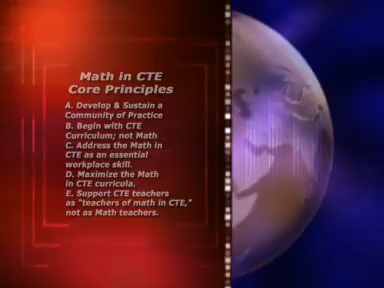 Math in CTE
Core Principles
A. Develop & Sustain a
Community of Practice
B. Begin with CTE
Curriculum; not Math
C. Address the Math in
CTE as an essential
workplace skill.
D. Maximize the Math
in CTE curricula.
E. Support CTE teachers
as "teachers of math in CTE,"
not as Math teachers.